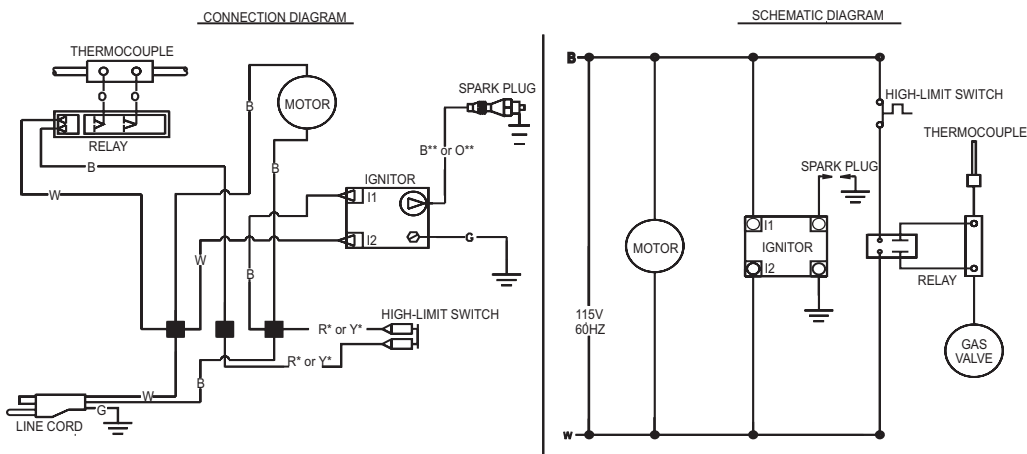 CONNECTION DIAGRAM
THERMOCOUPLE
O
O
RELAY
B
W
B
MOTOR
B
SPARK PLUG
B** or O**
IGNITOR
I1
I2
G
W
B
HIGH-LIMIT SWITCH
R* or Y*
R* or Y*
W
B
G
LINE CORD
SCHEMATIC DIAGRAM
B
HIGH-LIMIT SWITCH
THERMOCOUPLE
SPARK PLUG
I1
IGNITOR
I2
MOTOR
RELAY
115V
60HZ
GAS
VALVE
W